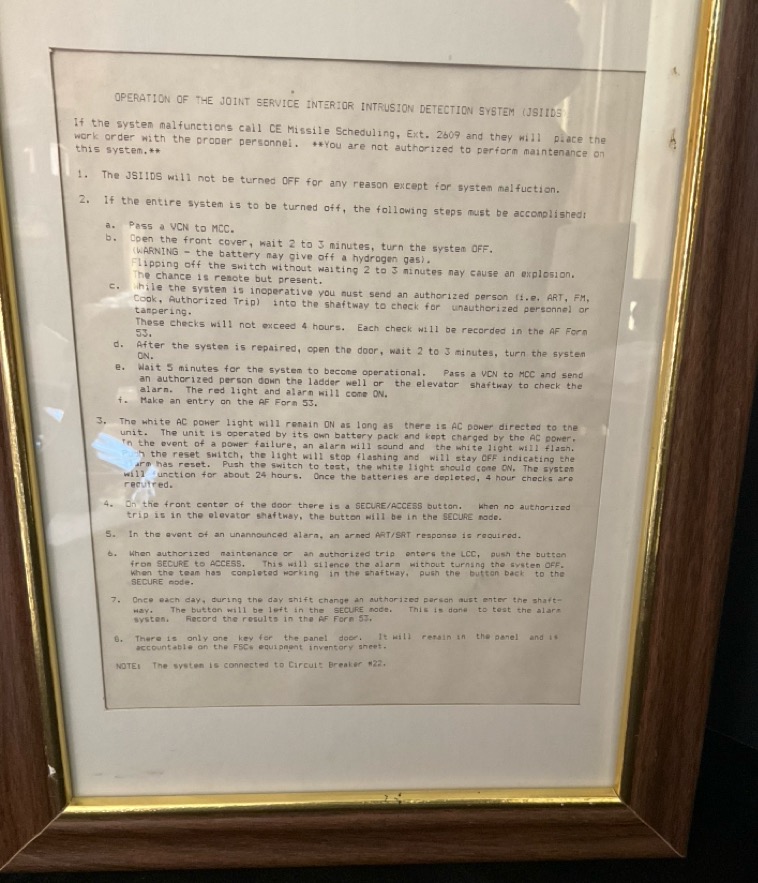 OPERATION OF THE JOINT SERVICE INTERIOR INTRUSION DETECTION SYSTEM (JSIIDS
If the system malfunctions call CE Missile Scheduling, Ext. 2609 and they will place the
work order with the proper personnel. **You are not authorized to perform maintenance on
this system.**
1. The JSIIDS will not be turned OFF for any reason except for system malfuction.
2. If the entire system is to be turned off, the following steps must be accomplished:
a. Pass a VCN to MCC.
b. Open the front cover, wait 2 to 3 minutes, turn the system OFF.
(WARNING - the battery may give off a hydrogen gas).
Flipping off the switch without waiting 2 to 3 minutes may cause an explosion.
The chance is remote but present.
c. While the system is inoperative you must send an authorized person (i.e. ART, FM,
Cook, Authorized Trip) into the shaftway to check for unauthorized personnel or
tampering.
These checks will not exceed 4 hours. Each check will be recorded in the AF Form
53.
d. After the system is repaired, open the door, wait 2 to 3 minutes, turn the system
ON.
e. Wait 5 minutes for the system to become operational. Pass a VCN to MCC and send
an authorized person down the ladder well or the elevator shaftway to check the
alarm. The red light and alarm will come ON.
f. Make an entry on the AF Form 53.
3. The white AC power light will remain ON as long as there is AC power directed to the
unit. The unit is operated by its own battery pack and kept charged by the AC power.
In the event of a power failure, an alarm will sound and the white light will flash.
the reset switch, the light will stop flashing and will stay OFF indicating the
has reset. Push the switch to test, the white light should come ON. The system
will function for about 24 hours. Once the batteries are depleted, 4 hour checks are
required.
4. On the front center of the door there is a SECURE/ACCESS button. When no authorized
trip is in the elevator shaftway, the button will be in the SECURE mode.
5. In the event of an unannounced alarm, an armed ART/SRT response is required.
6. When authorized maintenance or an authorized trip enters the LCC, push the button
from SECURE to ACCESS. This will silence the alarm without turning the system OFF.
When the team has completed working in the shaftway, push the button back to the
SECURE mode.
7. Once each day, during the day shift change an authorized person must enter the shaft-
way. The button will be left in the SECURE mode. This is done to test the alarm
system. Record the results in the AF Form 53.
8. There is only one key for the panel door. It will remain in the panel and is
accountable on the FSCs equipment inventory sheet.
NOTE: The system is connected to Circuit Breaker #22.